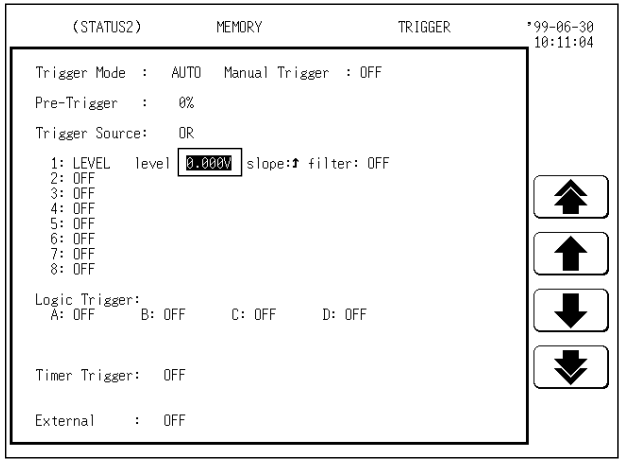 (STATUS2) MEMORY TRIGGER '99-06-30
10:11:04
Trigger Mode : AUTO Manual Trigger : OFF
Pre-Trigger : 0%
Trigger Source: OR
1: LEVEL level 0.000V slope:↑ filter: OFF
2: OFF
3: OFF
4: OFF
5: OFF
6: OFF
7: OFF
8: OFF
Logic Trigger:
A: OFF B: OFF C: OFF D: OFF
Timer Trigger: OFF
External : OFF